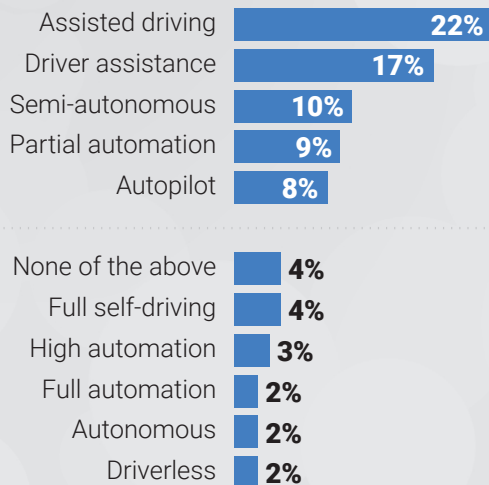 Assisted driving 22%
Driver assistance 17%
Semi-autonomous 10%
Partial automation 9%
Autopilot 8%
None of the above 4%
Full self-driving 4%
High automation 3%
Full automation 2%
Autonomous 2%
Driverless 2%